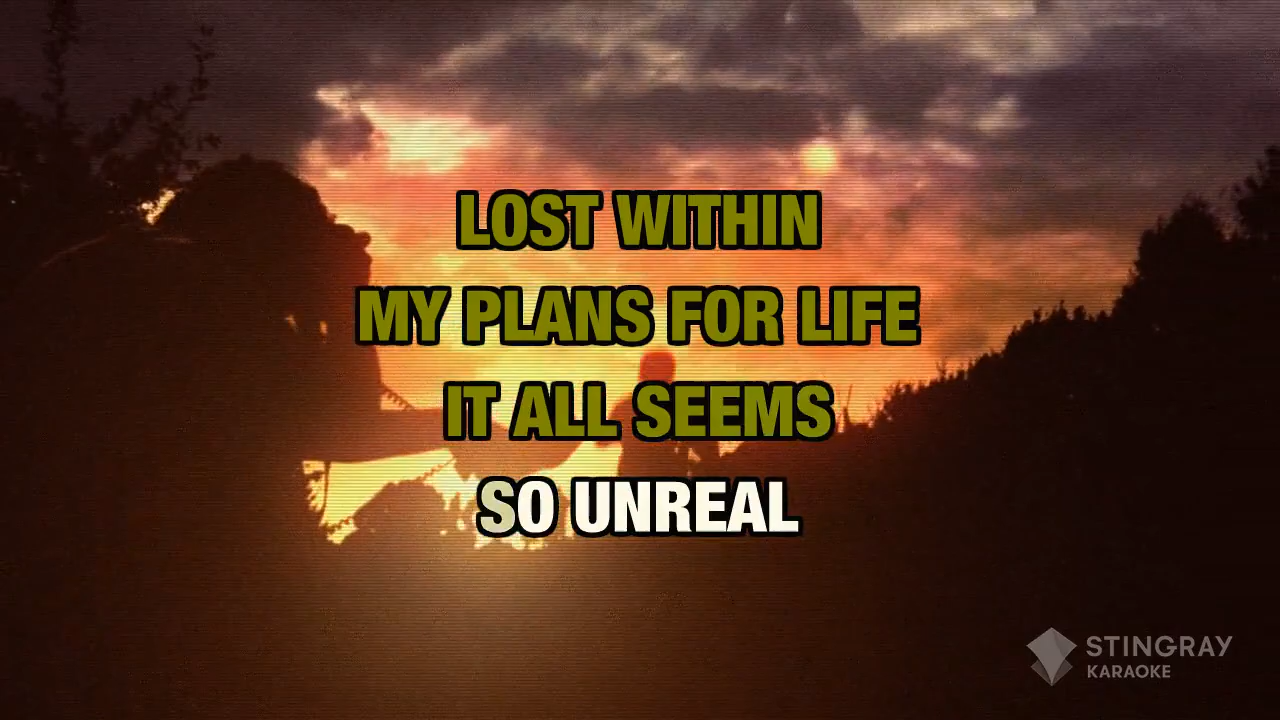 LOST WITHIN
MY PLANS FOR LIFE
IT ALL SEEMS
SO UNREAL
STINGRAY
KARAOKE